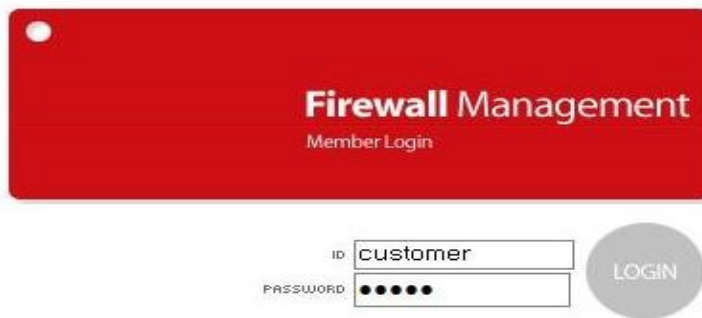 Firewall Management
Member Login
ID customer
PASSWORD •••••
LOGIN